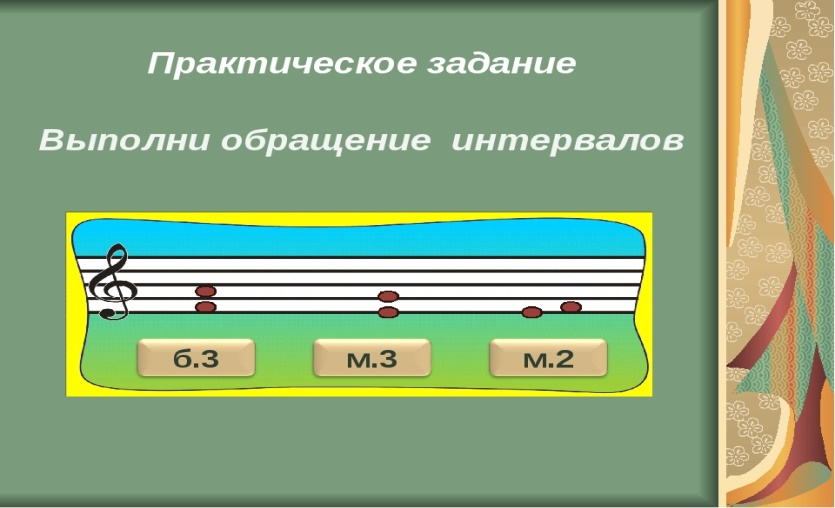 Практическое задание
Выполни обращение интервалов
б.3 м.3 м.2